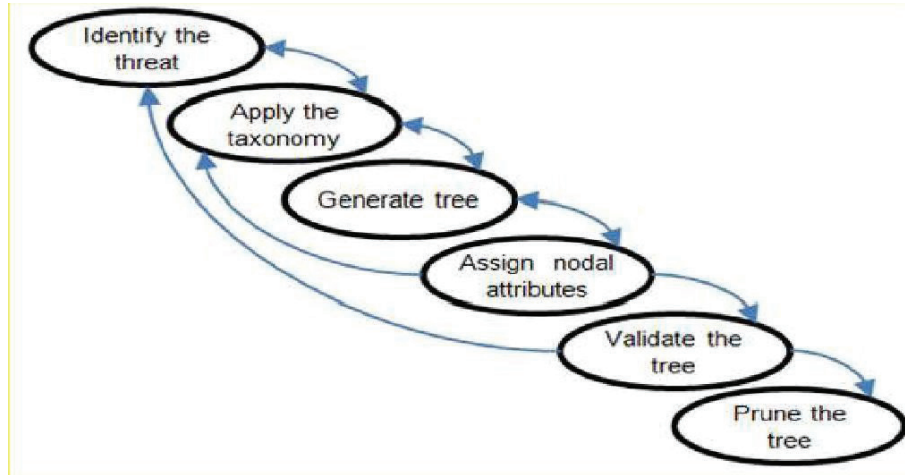 Identify the
threat
Apply the
taxonomy
Generate tree
Assign nodal
attributes
Validate the
tree
Prune the
tree